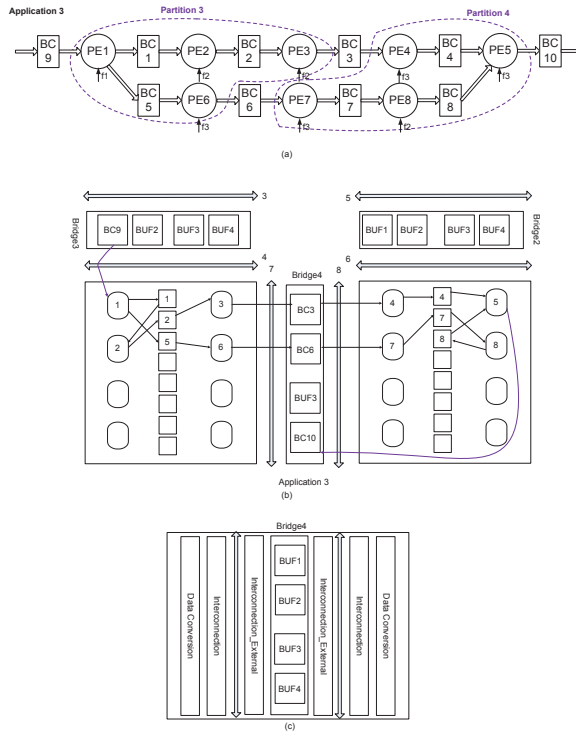 Application 3
Partition 3
Partition 4
BC 9
PE1
BC 1
PE2
BC 2
PE3
BC 3
PE4
BC 4
PE5
BC 10
f1
f2
f2
f3
f3
BC 5
PE6
BC 6
PE7
BC 7
PE8
BC 8
f3
f3
f2
(a)
3
5
Bridge3
BC9
BUF2
BUF3
BUF4
BUF1
BUF2
BUF3
BUF4
Bridge2
4
6
7
Bridge4
8
1
1
3
BC3
4
4
5
2
7
2
5
6
BC6
7
8
8
BUF3
BC10
Application 3
(b)
Bridge4
Data Conversion
Interconnection
Interconnection_External
BUF1
BUF2
BUF3
BUF4
Interconnection_External
Interconnection
Data Conversion
(c)